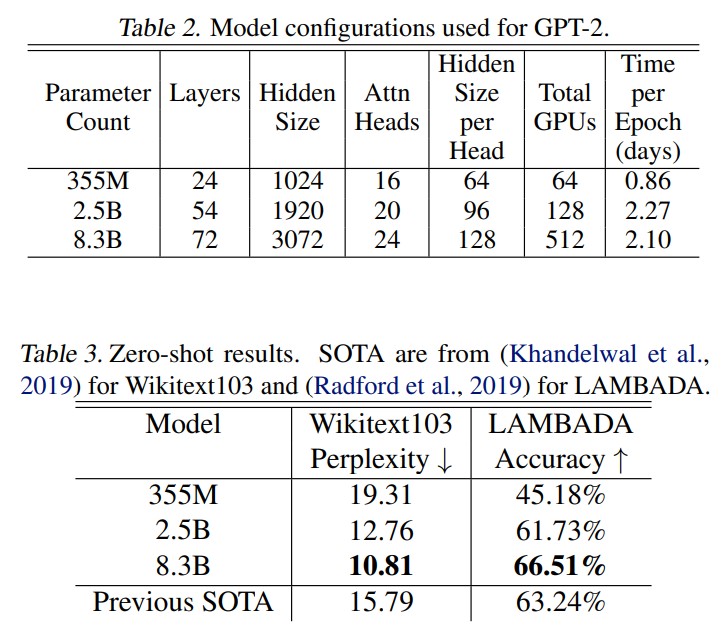 Table 2. Model configurations used for GPT-2.
Hidden Time
Parameter Layers Hidden Attn Size Total per
Count Size Heads per GPUs Epoch
Head (days)
355M 24 1024 16 64 64 0.86
2.5B 54 1920 20 96 128 2.27
8.3B 72 3072 24 128 512 2.10
Table 3. Zero-shot results. SOTA are from (Khandelwal et al.,
2019) for Wikitext103 and (Radford et al., 2019) for LAMBADA.
Model Wikitext103 LAMBADA
Perplexity ↓ Accuracy ↑
355M 19.31 45.18%
2.5B 12.76 61.73%
8.3B 10.81 66.51%
Previous SOTA 15.79 63.24%